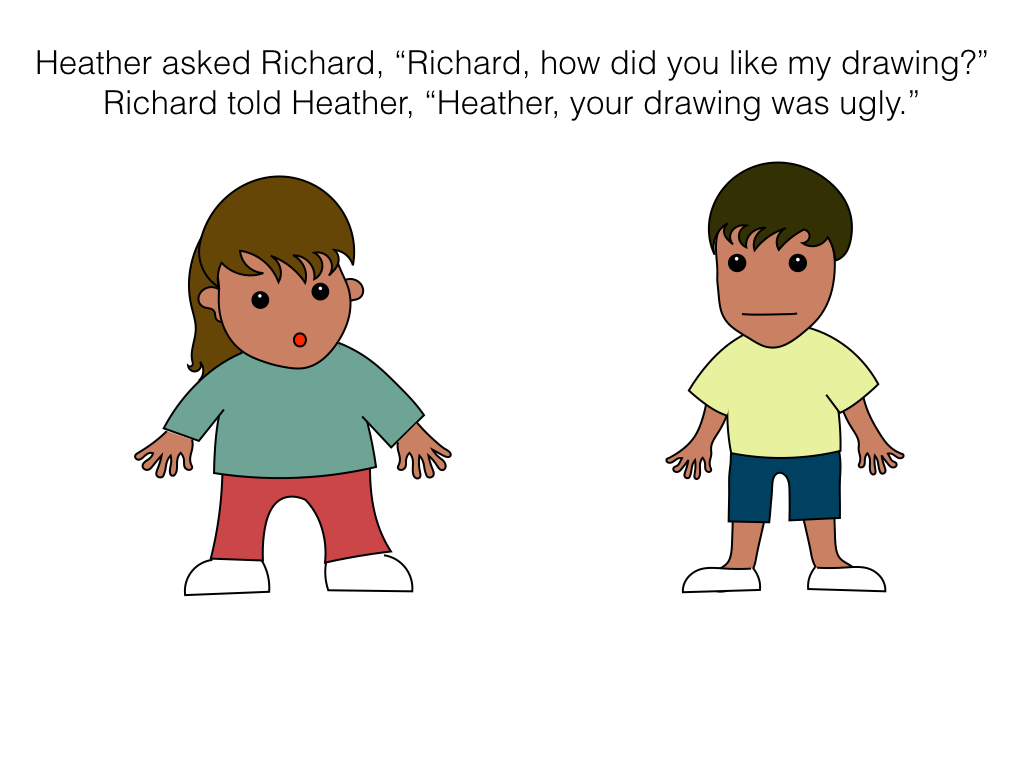 Heather asked Richard, “Richard, how did you like my drawing?”
Richard told Heather, “Heather, your drawing was ugly.”